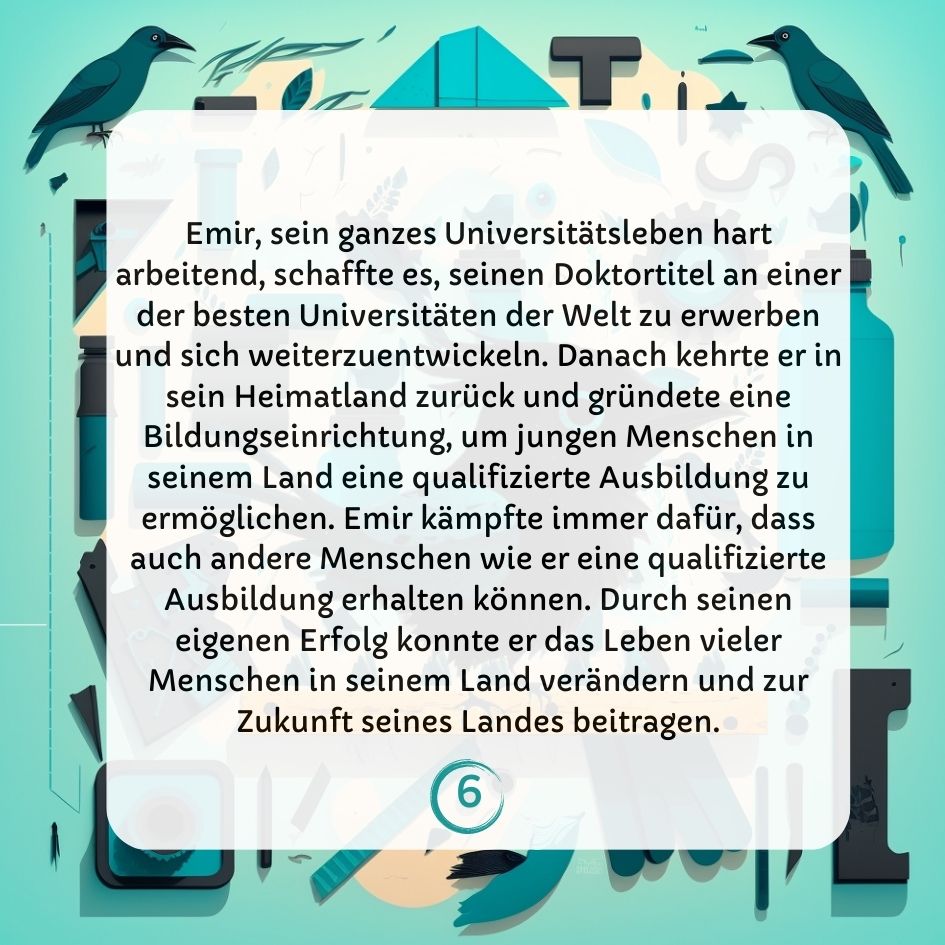 Emir, sein ganzes Universitätsleben hart
arbeitend, schaffte es, seinen Doktortitel an einer
der besten Universitäten der Welt zu erwerben
und sich weiterzuentwickeln. Danach kehrte er in
sein Heimatland zurück und gründete eine
Bildungseinrichtung, um jungen Menschen in
seinem Land eine qualifizierte Ausbildung zu
ermöglichen. Emir kämpfte immer dafür, dass
auch andere Menschen wie er eine qualifizierte
Ausbildung erhalten können. Durch seinen
eigenen Erfolg konnte er das Leben vieler
Menschen in seinem Land verändern und zur
Zukunft seines Landes beitragen.
6